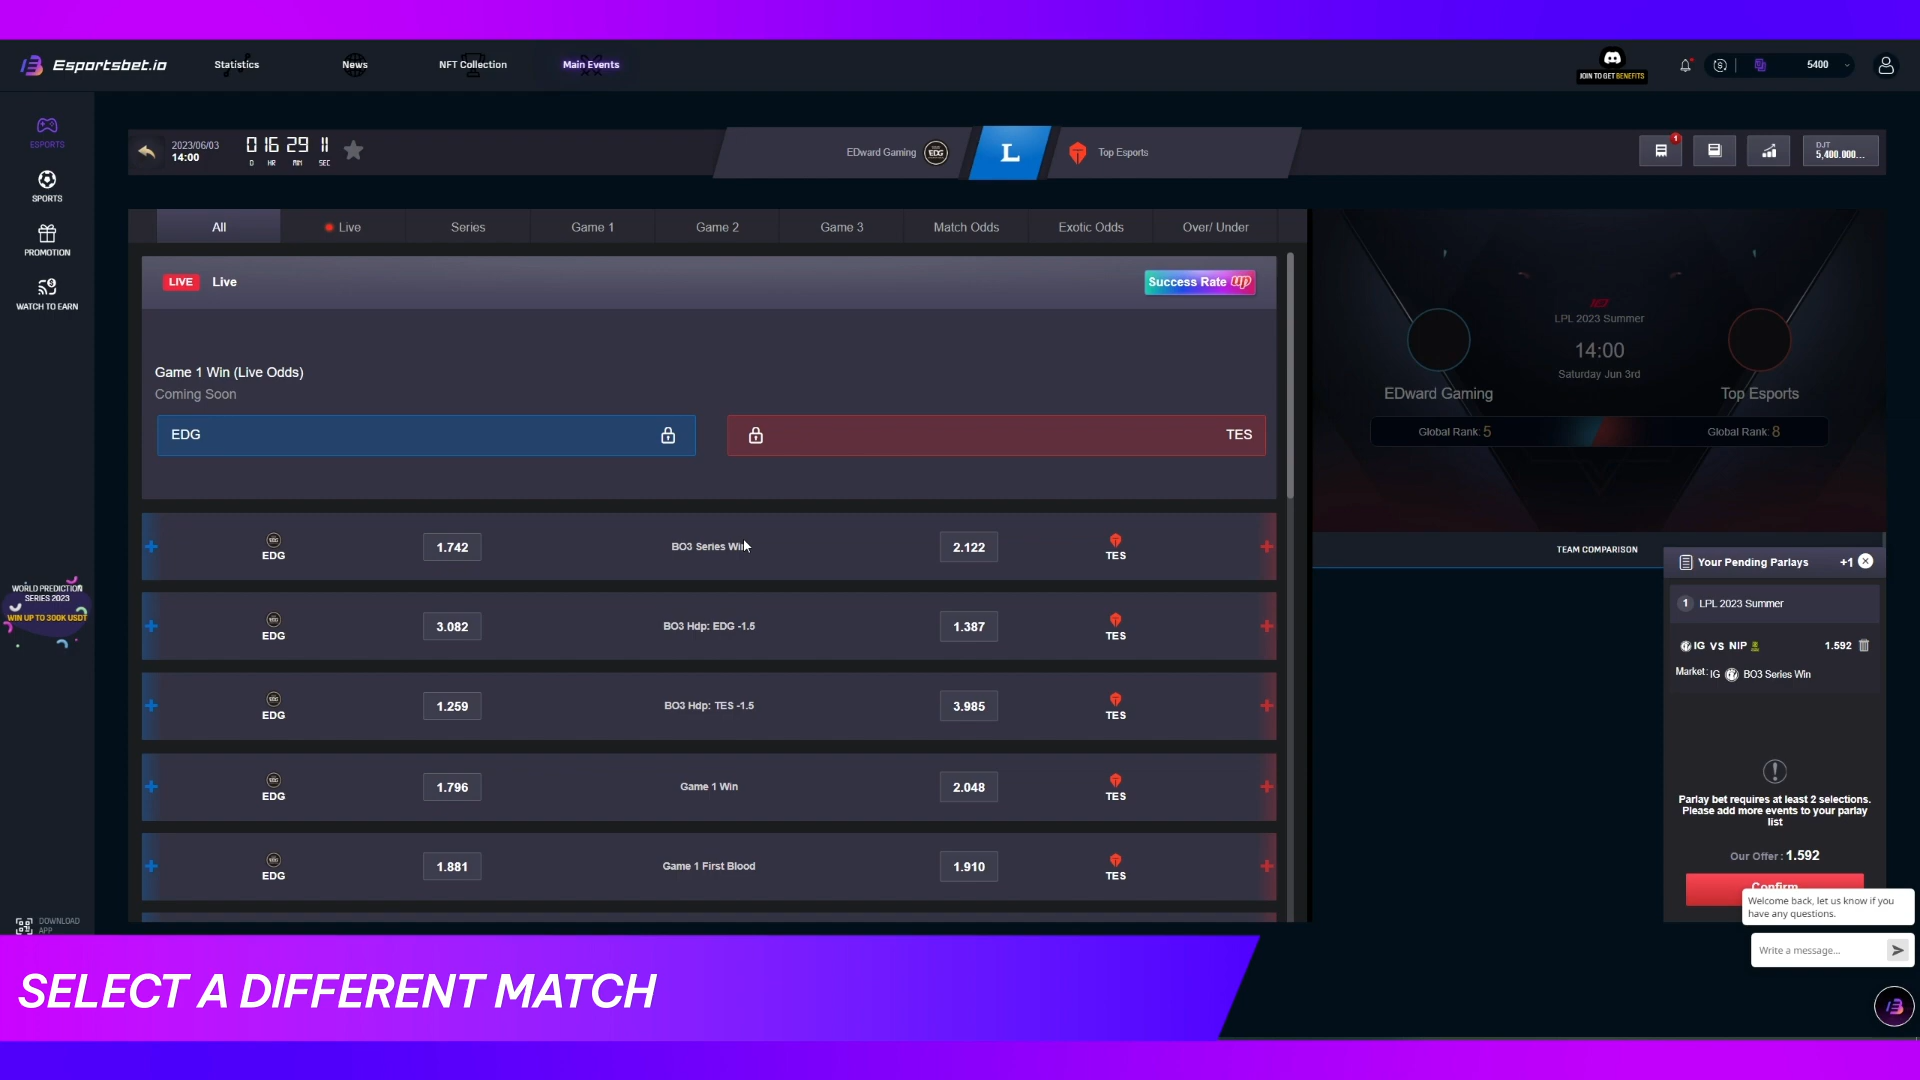 Esportsbet.io
Statistics
News
NFT Collection
Main Events
JOIN TO GET BENEFITS
5400
ESPORTS
SPORTS
PROMOTION
WATCH TO EARN
WORLD PREDICTION
SERIES 2023
WIN UP TO 300K USDT
DOWNLOAD
APP
2023/06/03
14:00
0 16 29 11
D HR MIN SEC
EDward Gaming
EDG
L
Top Esports
1
DJT
5,400.000...
All
Live
Series
Game 1
Game 2
Game 3
Match Odds
Exotic Odds
Over/ Under
LIVE Live
Success Rate UP
Game 1 Win (Live Odds)
Coming Soon
EDG
TES
EDG 1.742 BO3 Series Win 2.122 TES
EDG 3.082 BO3 Hdp: EDG -1.5 1.387 TES
EDG 1.259 BO3 Hdp: TES -1.5 3.985 TES
EDG 1.796 Game 1 Win 2.048 TES
EDG 1.881 Game 1 First Blood 1.910 TES
LPL 2023 Summer
14:00
Saturday Jun 3rd
EDward Gaming
Top Esports
Global Rank: 5
Global Rank: 8
TEAM COMPARISON
Your Pending Parlays +1
1 LPL 2023 Summer
IG VS NIP 1.592
Market: IG BO3 Series Win
Parlay bet requires at least 2 selections.
Please add more events to your parlay
list
Our Offer : 1.592
Confirm
Welcome back, let us know if you
have any questions.
Write a message...
SELECT A DIFFERENT MATCH